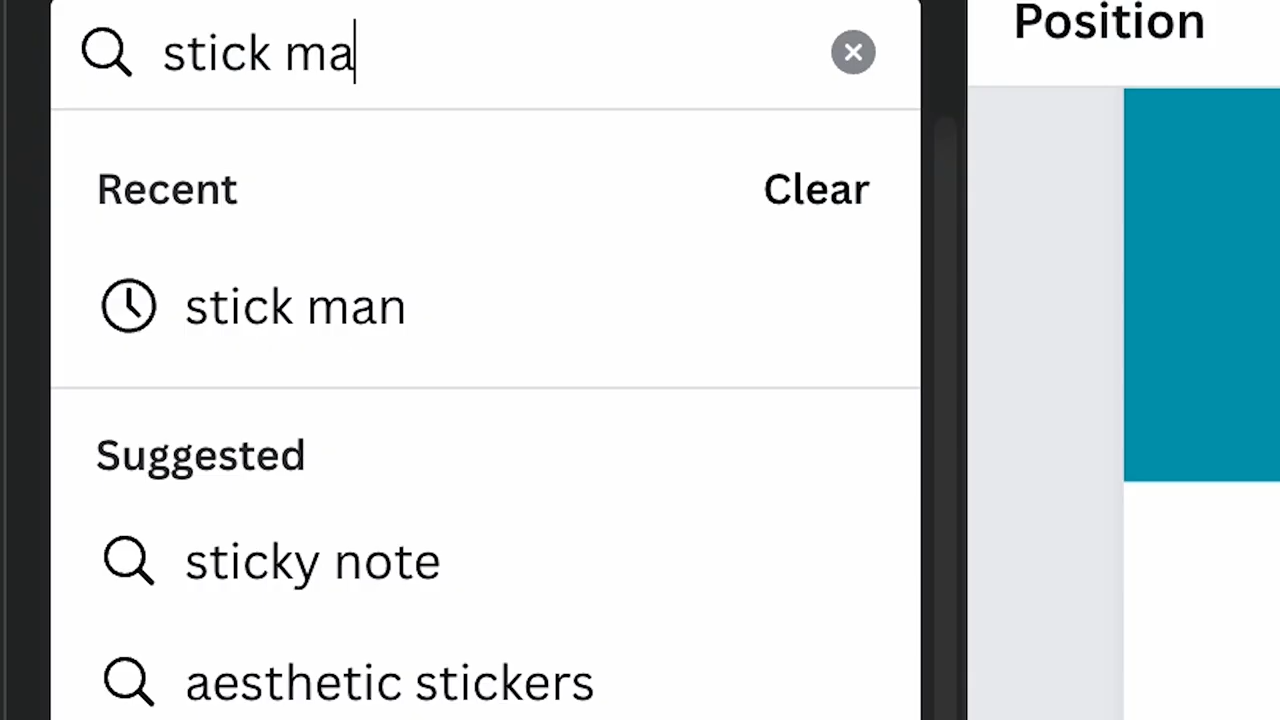 stick ma
Position
Recent
Clear
stick man
Suggested
sticky note
aesthetic stickers